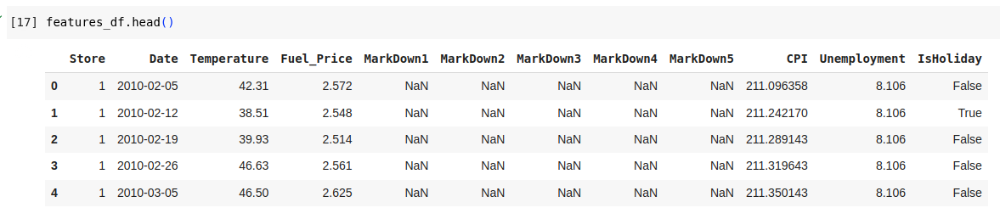 [17] features_df.head()
Store Date Temperature Fuel_Price MarkDown1 MarkDown2 MarkDown3 MarkDown4 MarkDown5 CPI Unemployment IsHoliday
0 1 2010-02-05 42.31 2.572 NaN NaN NaN NaN NaN 211.096358 8.106 False
1 1 2010-02-12 38.51 2.548 NaN NaN NaN NaN NaN 211.242170 8.106 True
2 1 2010-02-19 39.93 2.514 NaN NaN NaN NaN NaN 211.289143 8.106 False
3 1 2010-02-26 46.63 2.561 NaN NaN NaN NaN NaN 211.319643 8.106 False
4 1 2010-03-05 46.50 2.625 NaN NaN NaN NaN NaN 211.350143 8.106 False